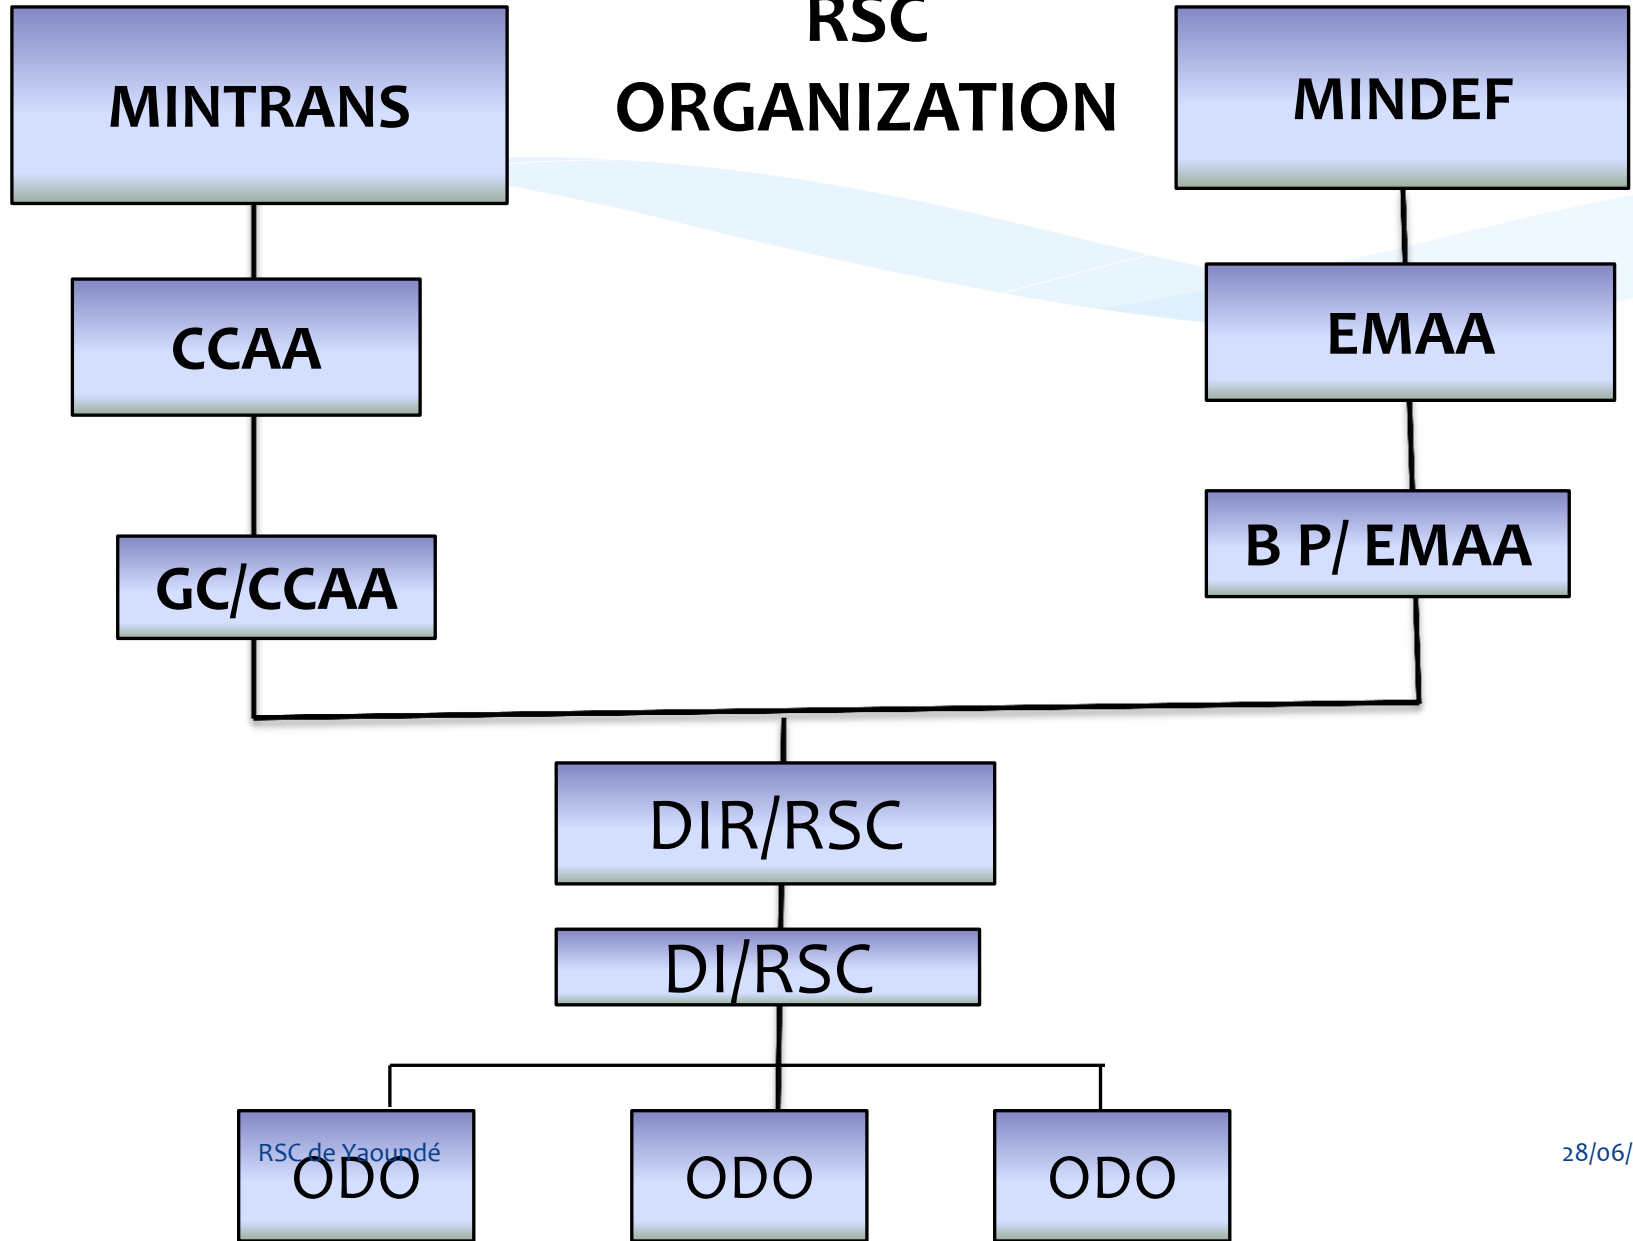 RSC
ORGANIZATION
MINTRANS
MINDEF
CCAA
EMAA
GC/CCAA
B P/ EMAA
DIR/RSC
DI/RSC
ODO
ODO
ODO
RSC de Yaoundé
28/06/